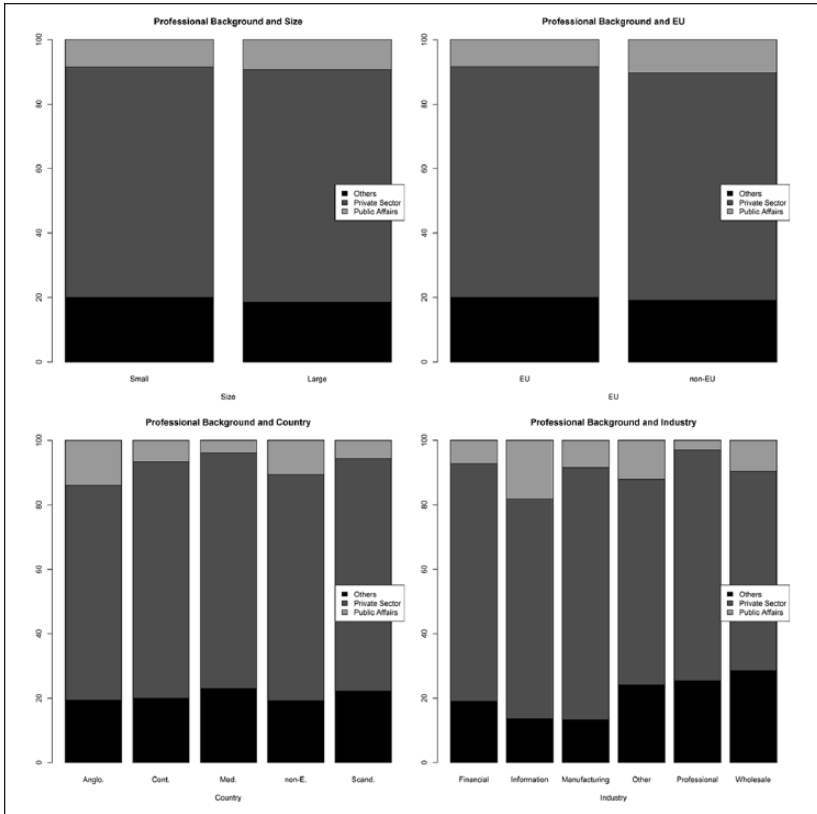 Professional Background and Size
100
80
60
40
20
0
Others
Private Sector
Public Affairs
Small Large
Size
Professional Background and EU
100
80
60
40
20
0
Others
Private Sector
Public Affairs
EU non-EU
EU
Professional Background and Country
100
80
60
40
20
0
Others
Private Sector
Public Affairs
Anglo. Cont. Med. non-E. Scand.
Country
Professional Background and Industry
100
80
60
40
20
0
Others
Private Sector
Public Affairs
Financial Information Manufacturing Other Professional Wholesale
Industry